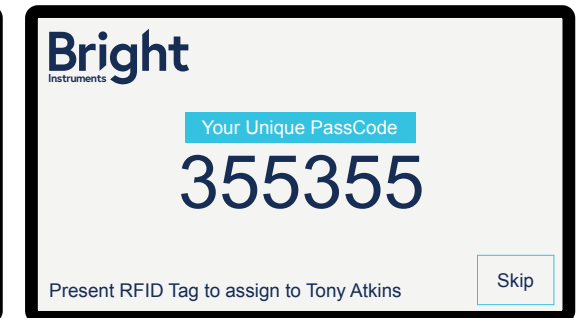 Bright
Instruments
Your Unique PassCode
355355
Present RFID Tag to assign to Tony Atkins
Skip